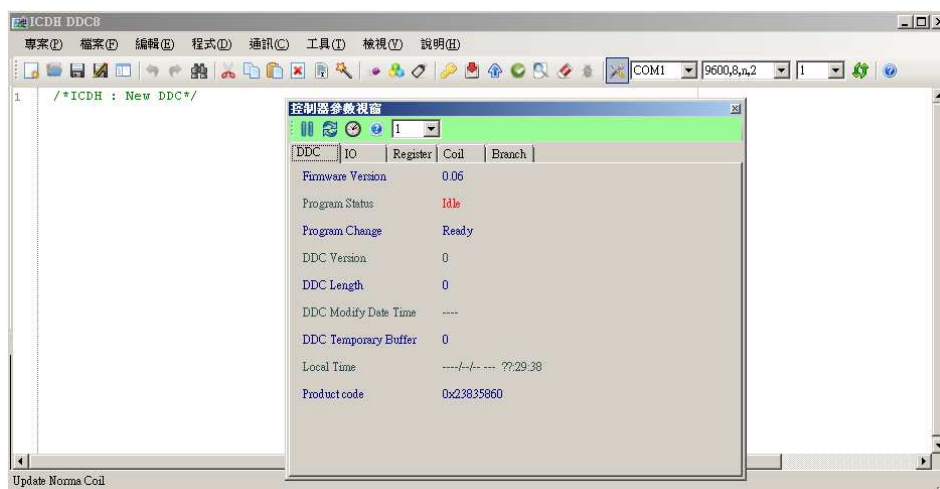 ICDH DDC8
專案(P) 檔案(F) 編輯(E) 程式(D) 通訊(C) 工具(T) 檢視(V) 說明(H)
COM1 9600,8,n,2 1
1 /*ICDH : New DDC*/
控制器參數視窗
1
DDC IO Register Coil Branch
Firmware Version 0.06
Program Status Idle
Program Change Ready
DDC Version 0
DDC Length 0
DDC Modify Date Time ----
DDC Temporary Buffer 0
Local Time ----/--/-- --- ??:29:38
Product code 0x23835860
Update Norma Coil